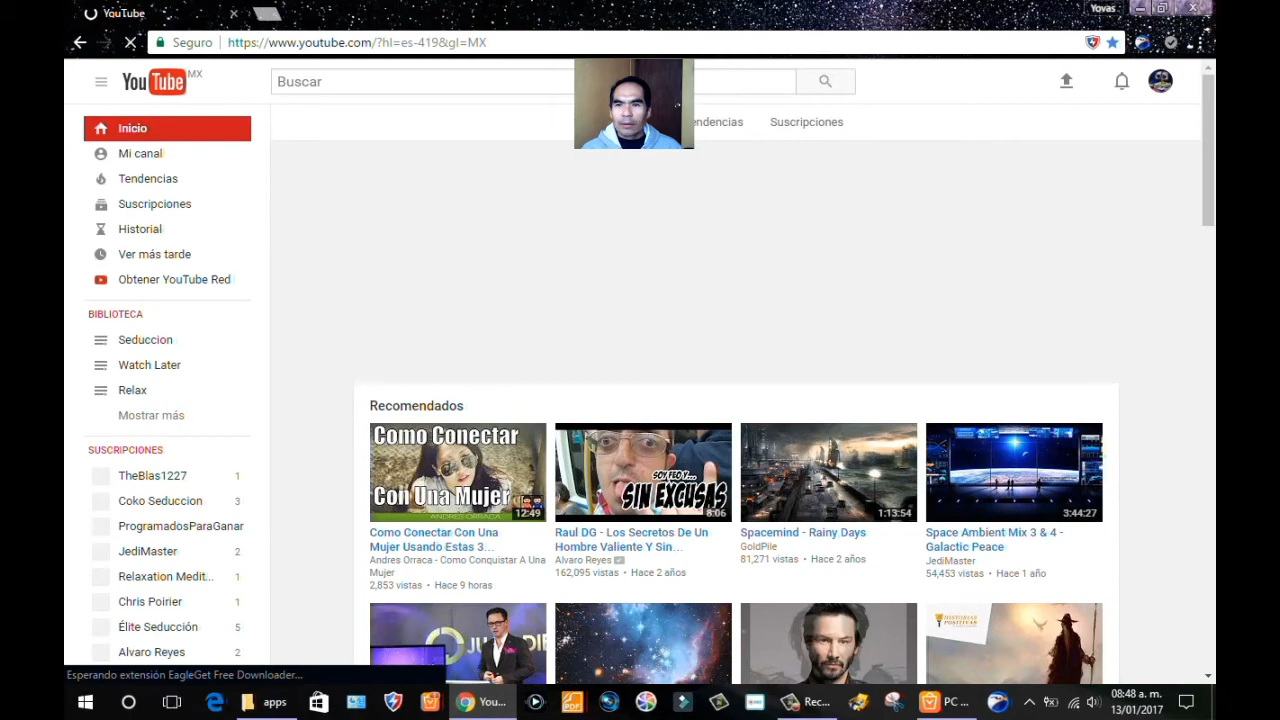 YouTube
Yovas
Seguro
https://www.youtube.com/?hl=es-419&gl=MX
YouTube MX
Buscar
endencias
Suscripciones
Inicio
Mi canal
Tendencias
Suscripciones
Historial
Ver más tarde
Obtener YouTube Red
BIBLIOTECA
Seduccion
Watch Later
Relax
Mostrar más
SUSCRIPCIONES
TheBlas1227 1
Coko Seduccion 3
ProgramadosParaGanar
JediMaster 2
Relaxation Medit... 1
Chris Poirier 1
Élite Seducción 5
Alvaro Reyes 2
Recomendados
Como Conectar
Con Una Mujer
12:49
ANDRES ORRACA
Como Conectar Con Una
Mujer Usando Estas 3...
Andres Orraca - Como Conquistar A Una
Mujer
2,853 vistas • Hace 9 horas
SOY FEO Y...
SIN EXCUSAS
8:06
Raul DG - Los Secretos De Un
Hombre Valiente Y Sin...
Alvaro Reyes
162,095 vistas • Hace 2 años
1:13:54
Spacemind - Rainy Days
GoldPile
81,271 vistas • Hace 2 años
3:44:27
Space Ambient Mix 3 & 4 -
Galactic Peace
JediMaster
54,453 vistas • Hace 1 año
HISTORIAS
POSITIVAS
Esperando extensión EagleGet Free Downloader...
apps
You...
Rec...
PC ...
08:48 a. m.
13/01/2017